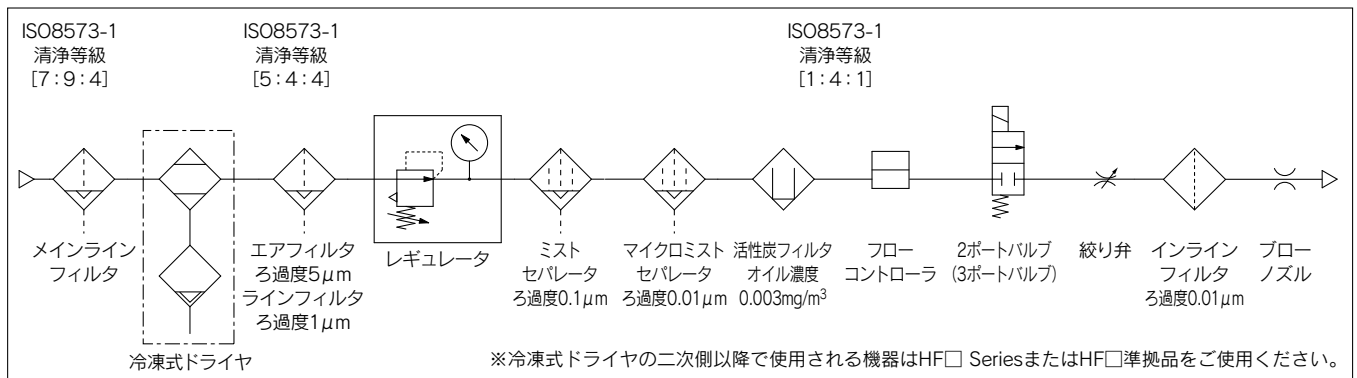 ISO8573-1
清浄等級
[7:9:4]
ISO8573-1
清浄等級
[5:4:4]
ISO8573-1
清浄等級
[1:4:1]
メインライン
フィルタ
冷凍式ドライヤ
エアフィルタ
ろ過度5μm
ラインフィルタ
ろ過度1μm
レギュレータ
ミスト
セパレータ
ろ過度0.1μm
マイクロミスト
セパレータ
ろ過度0.01μm
活性炭フィルタ
オイル濃度
0.003mg/m³
フロー
コントローラ
2ポートバルブ
(3ポートバルブ)
絞り弁
インライン
フィルタ
ろ過度0.01μm
ブロー
ノズル
※冷凍式ドライヤの二次側以降で使用される機器はHF□ SeriesまたはHF□準拠品をご使用ください。